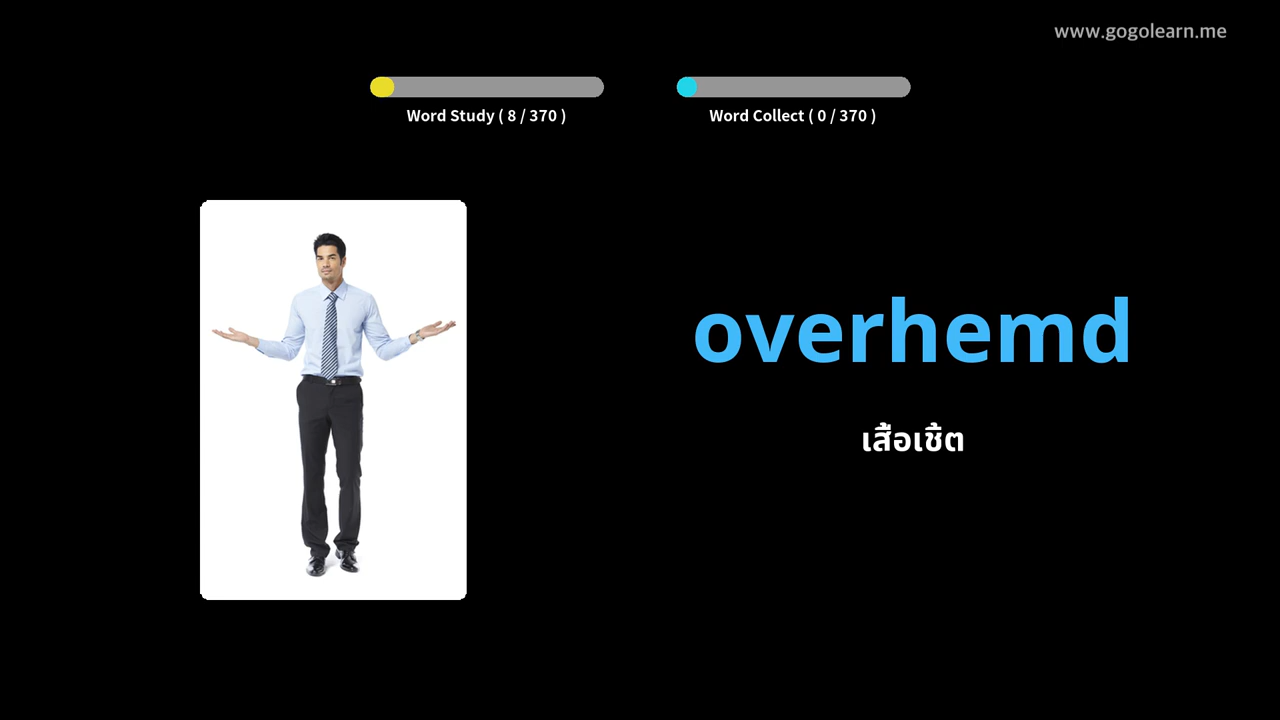 www.gogolearn.me
Word Study ( 8 / 370 )
Word Collect ( 0 / 370 )
overhemd
เสื้อเชิ้ต